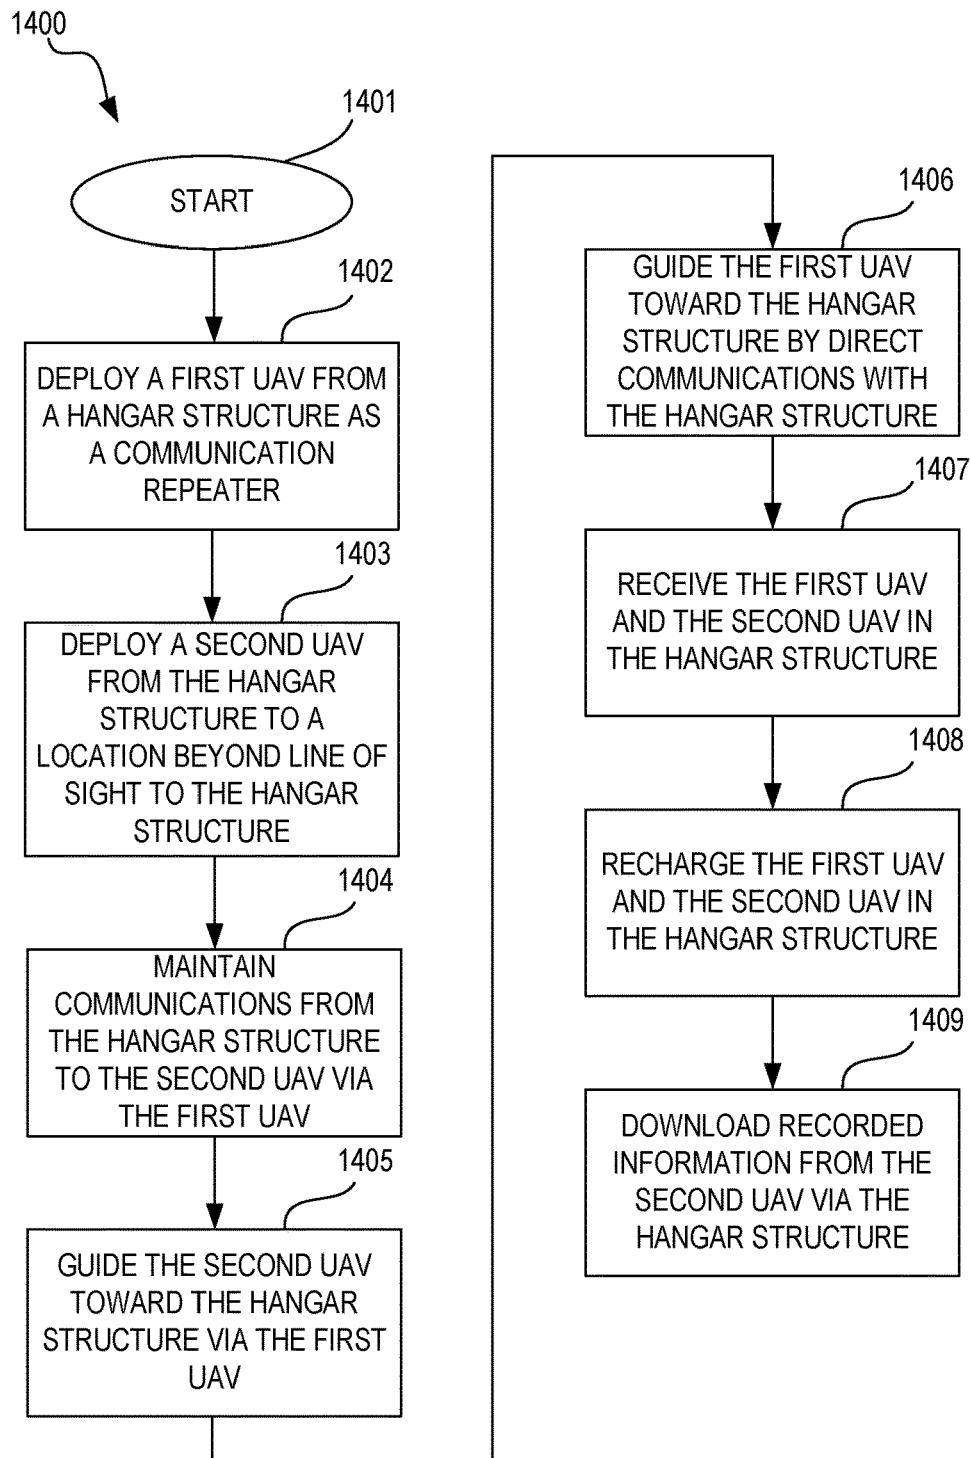 1400
1401
START
1402
DEPLOY A FIRST UAV FROM
A HANGAR STRUCTURE AS
A COMMUNICATION
REPEATER
1403
DEPLOY A SECOND UAV
FROM THE HANGAR
STRUCTURE TO A
LOCATION BEYOND LINE OF
SIGHT TO THE HANGAR
STRUCTURE
1404
MAINTAIN
COMMUNICATIONS FROM
THE HANGAR STRUCTURE
TO THE SECOND UAV VIA
THE FIRST UAV
1405
GUIDE THE SECOND UAV
TOWARD THE HANGAR
STRUCTURE VIA THE FIRST
UAV
1406
GUIDE THE FIRST UAV
TOWARD THE HANGAR
STRUCTURE BY DIRECT
COMMUNICATIONS WITH
THE HANGAR STRUCTURE
1407
RECEIVE THE FIRST UAV
AND THE SECOND UAV IN
THE HANGAR STRUCTURE
1408
RECHARGE THE FIRST UAV
AND THE SECOND UAV IN
THE HANGAR STRUCTURE
1409
DOWNLOAD RECORDED
INFORMATION FROM THE
SECOND UAV VIA THE
HANGAR STRUCTURE